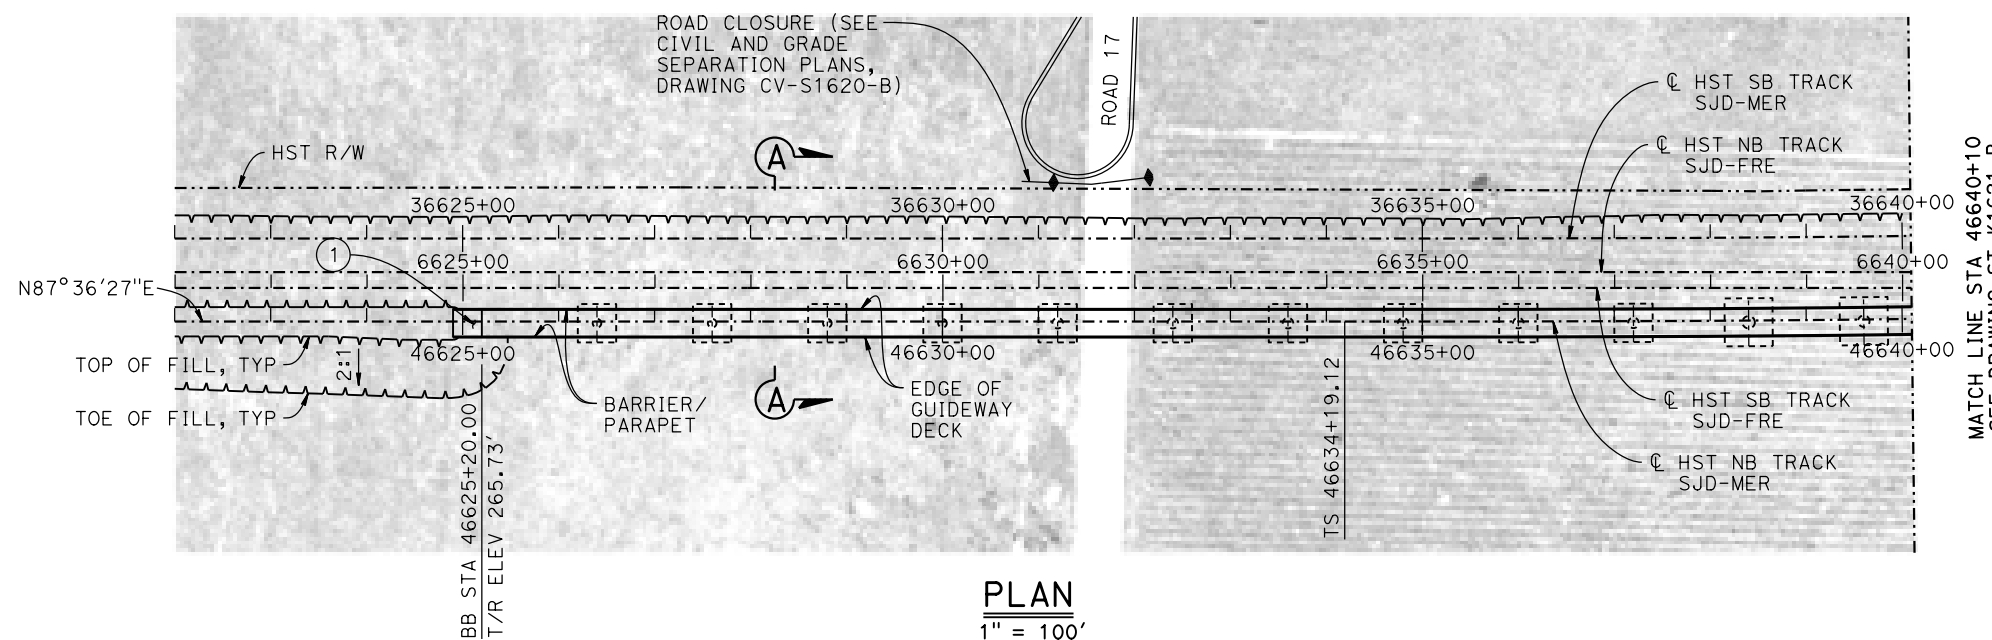 ROAD CLOSURE (SEE
CIVIL AND GRADE
SEPARATION PLANS,
DRAWING CV-S1620-B)
ROAD 17
℄ HST SB TRACK
SJD-MER
℄ HST NB TRACK
SJD-FRE
HST R/W
A
36625+00
36630+00
36635+00
36640+00
1
6625+00
6630+00
6635+00
6640+00
N87°36'27"E
46625+00
46630+00
46635+00
46640+00
TOP OF FILL, TYP
2:1
TOE OF FILL, TYP
BARRIER/
PARAPET
A
EDGE OF
GUIDEWAY
DECK
℄ HST SB TRACK
SJD-FRE
℄ HST NB TRACK
SJD-MER
BB STA 46625+20.00
T/R ELEV 265.73'
TS 46634+19.12
MATCH LINE STA 46640+10
SEE DRAWING ST-K1621-B
PLAN
1" = 100'